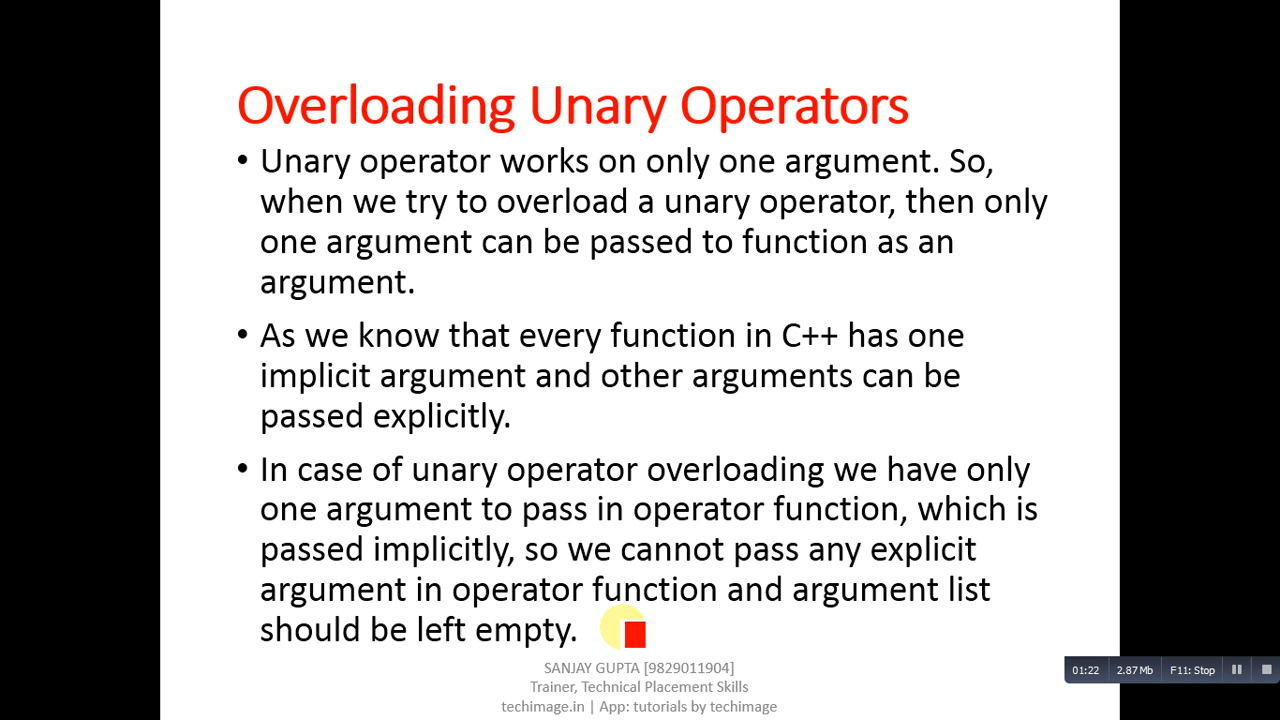 Overloading Unary Operators
• Unary operator works on only one argument. So,
when we try to overload a unary operator, then only
one argument can be passed to function as an
argument.
• As we know that every function in C++ has one
implicit argument and other arguments can be
passed explicitly.
• In case of unary operator overloading we have only
one argument to pass in operator function, which is
passed implicitly, so we cannot pass any explicit
argument in operator function and argument list
should be left empty.
SANJAY GUPTA [9829011904]
Trainer, Technical Placement Skills
techimage.in | App: tutorials by techimage
01:22 2.87 Mb F11: Stop